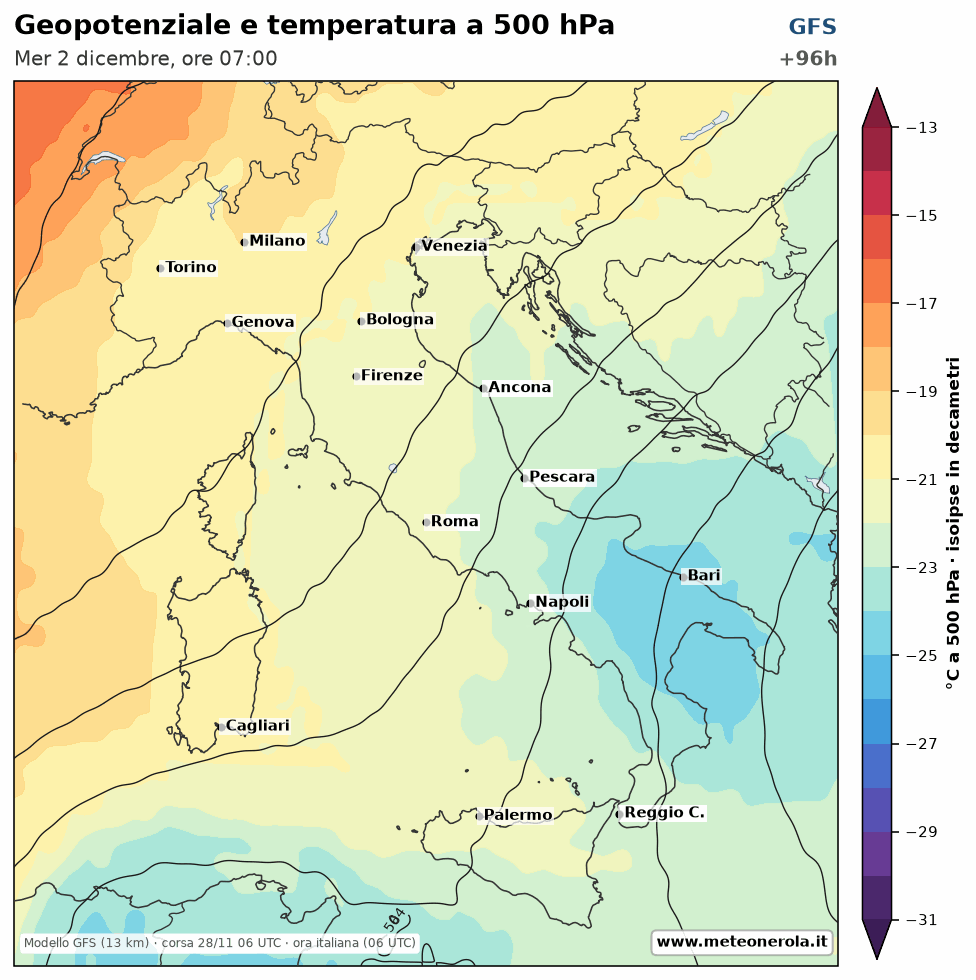 Geopotenziale e temperatura a 500 hPa
GFS
Mer 2 dicembre, ore 07:00
+96h
−13
−15
−17
−19
−21
−23
−25
−27
−29
−31
°C a 500 hPa · isoipse in decametri
Milano
Venezia
Torino
Genova
Bologna
Firenze
Ancona
Pescara
Roma
Bari
Napoli
Cagliari
Palermo
Reggio C.
504
Modello GFS (13 km) · corsa 28/11 06 UTC · ora italiana (06 UTC)
www.meteonerola.it